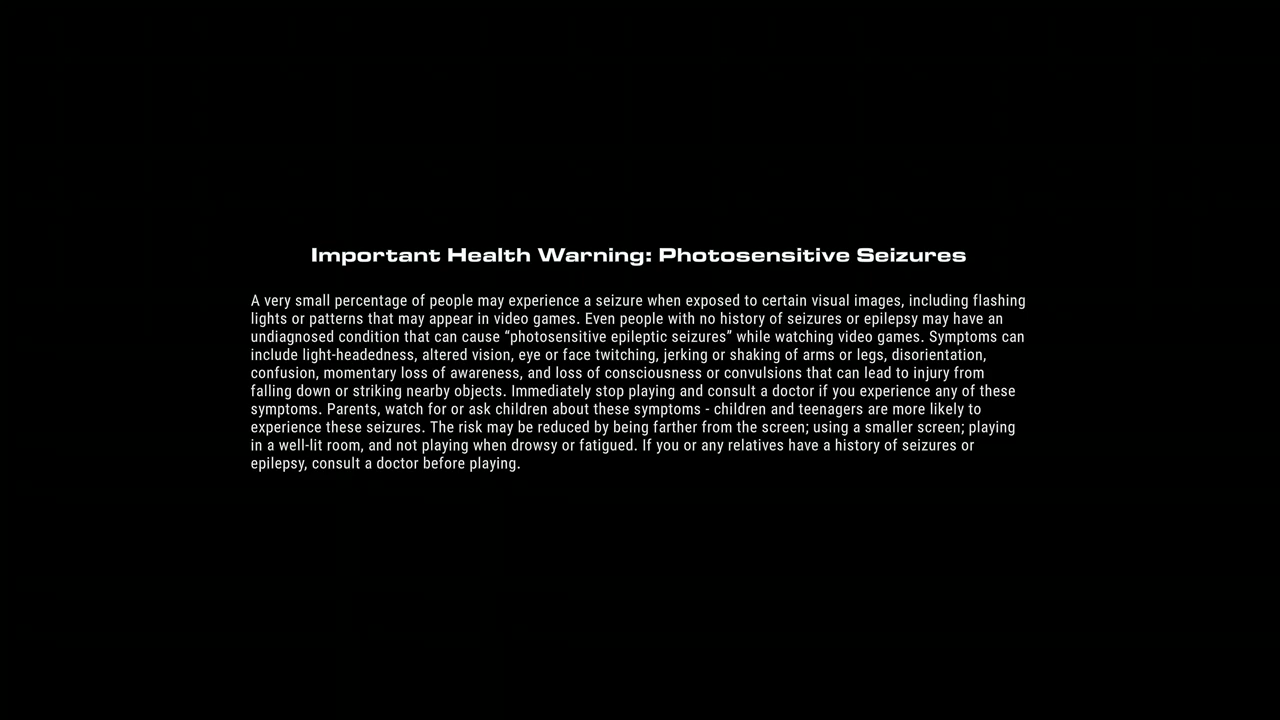 Important Health Warning: Photosensitive Seizures
A very small percentage of people may experience a seizure when exposed to certain visual images, including flashing
lights or patterns that may appear in video games. Even people with no history of seizures or epilepsy may have an
undiagnosed condition that can cause “photosensitive epileptic seizures” while watching video games. Symptoms can
include light-headedness, altered vision, eye or face twitching, jerking or shaking of arms or legs, disorientation,
confusion, momentary loss of awareness, and loss of consciousness or convulsions that can lead to injury from
falling down or striking nearby objects. Immediately stop playing and consult a doctor if you experience any of these
symptoms. Parents, watch for or ask children about these symptoms - children and teenagers are more likely to
experience these seizures. The risk may be reduced by being farther from the screen; using a smaller screen; playing
in a well-lit room, and not playing when drowsy or fatigued. If you or any relatives have a history of seizures or
epilepsy, consult a doctor before playing.